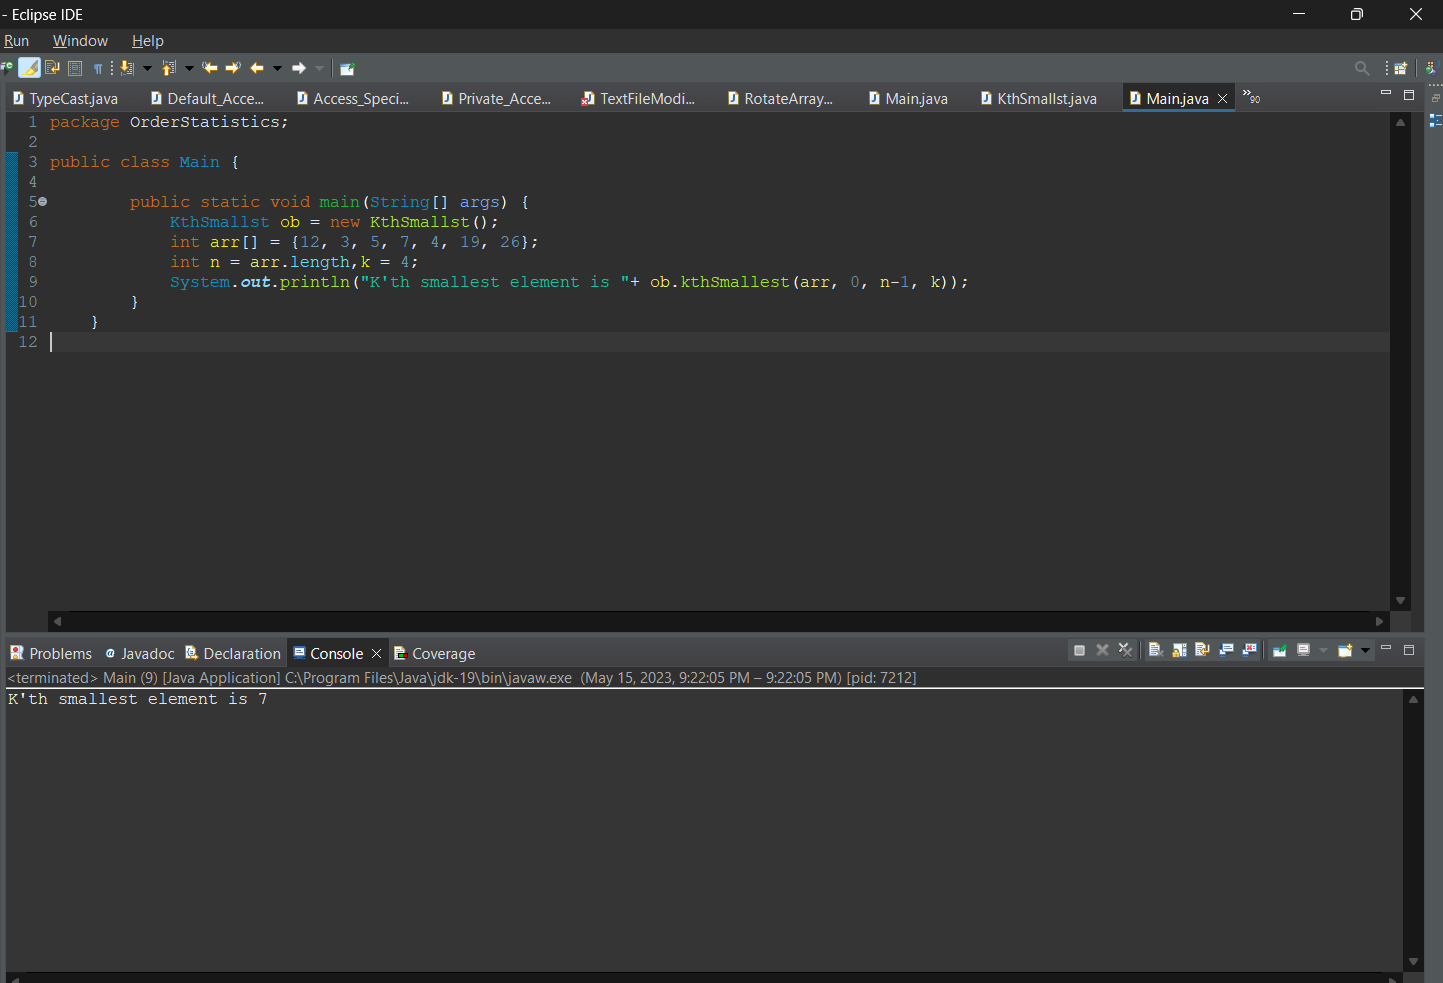 - Eclipse IDE
Run Window Help
TypeCast.java Default_Acce... Access_Speci... Private_Acce... TextFileModi... RotateArray... Main.java KthSmallst.java Main.java »90
1 package OrderStatistics;
2
3 public class Main {
4
5 public static void main(String[] args) {
6 KthSmallst ob = new KthSmallst();
7 int arr[] = {12, 3, 5, 7, 4, 19, 26};
8 int n = arr.length,k = 4;
9 System.out.println("K'th smallest element is "+ ob.kthSmallest(arr, 0, n-1, k));
10 }
11 }
12
Problems @ Javadoc Declaration Console Coverage
<terminated> Main (9) [Java Application] C:\Program Files\Java\jdk-19\bin\javaw.exe (May 15, 2023, 9:22:05 PM – 9:22:05 PM) [pid: 7212]
K'th smallest element is 7